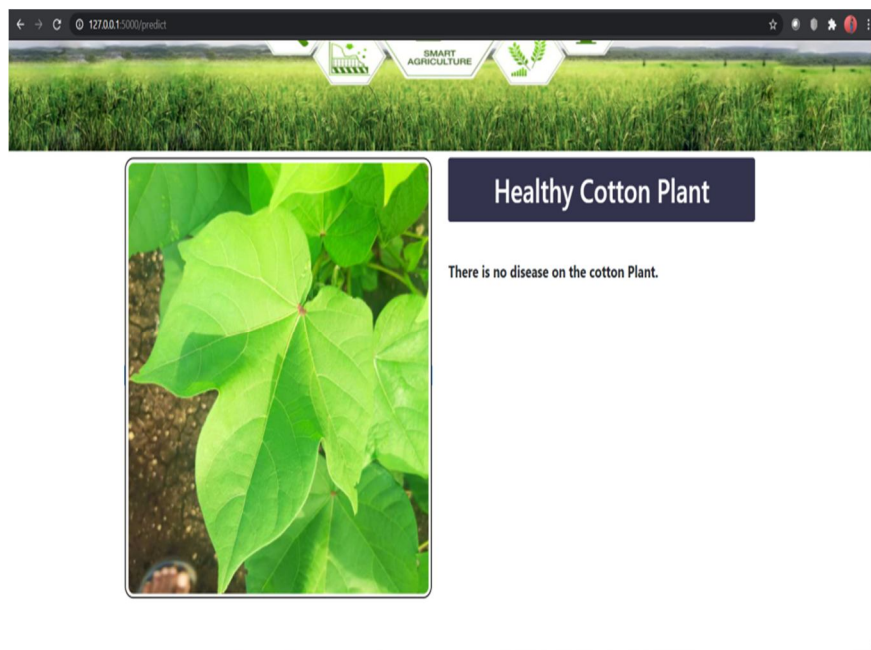 127.0.0.1:5000/predict
SMART
AGRICULTURE
Healthy Cotton Plant
There is no disease on the cotton Plant.